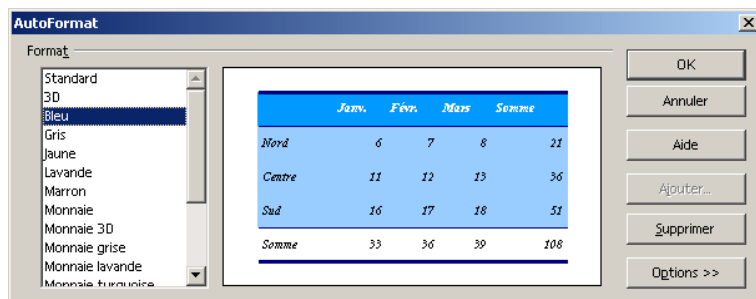 AutoFormat
Format
Standard
3D
Bleu
Gris
Jaune
Lavande
Marron
Monnaie
Monnaie 3D
Monnaie grise
Monnaie lavande
Monnaie turquoise
Janv. Févr. Mars Somme
Nord 6 7 8 21
Centre 11 12 13 36
Sud 16 17 18 51
Somme 33 36 39 108
OK
Annuler
Aide
Ajouter...
Supprimer
Options >>